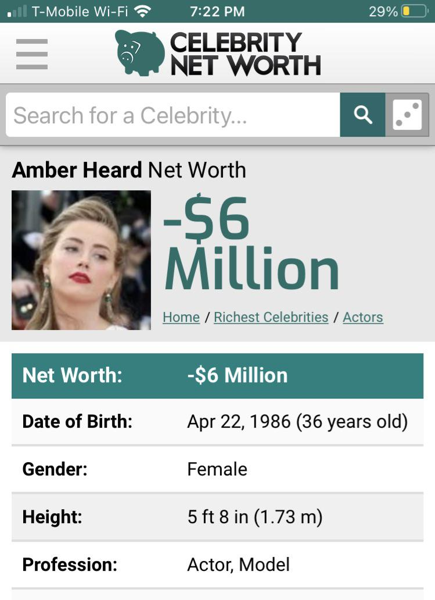 T-Mobile Wi-Fi 7:22 PM 29%
CELEBRITY
NET WORTH
Search for a Celebrity...
Amber Heard Net Worth
-$6
Million
Home / Richest Celebrities / Actors
Net Worth: -$6 Million
Date of Birth: Apr 22, 1986 (36 years old)
Gender: Female
Height: 5 ft 8 in (1.73 m)
Profession: Actor, Model